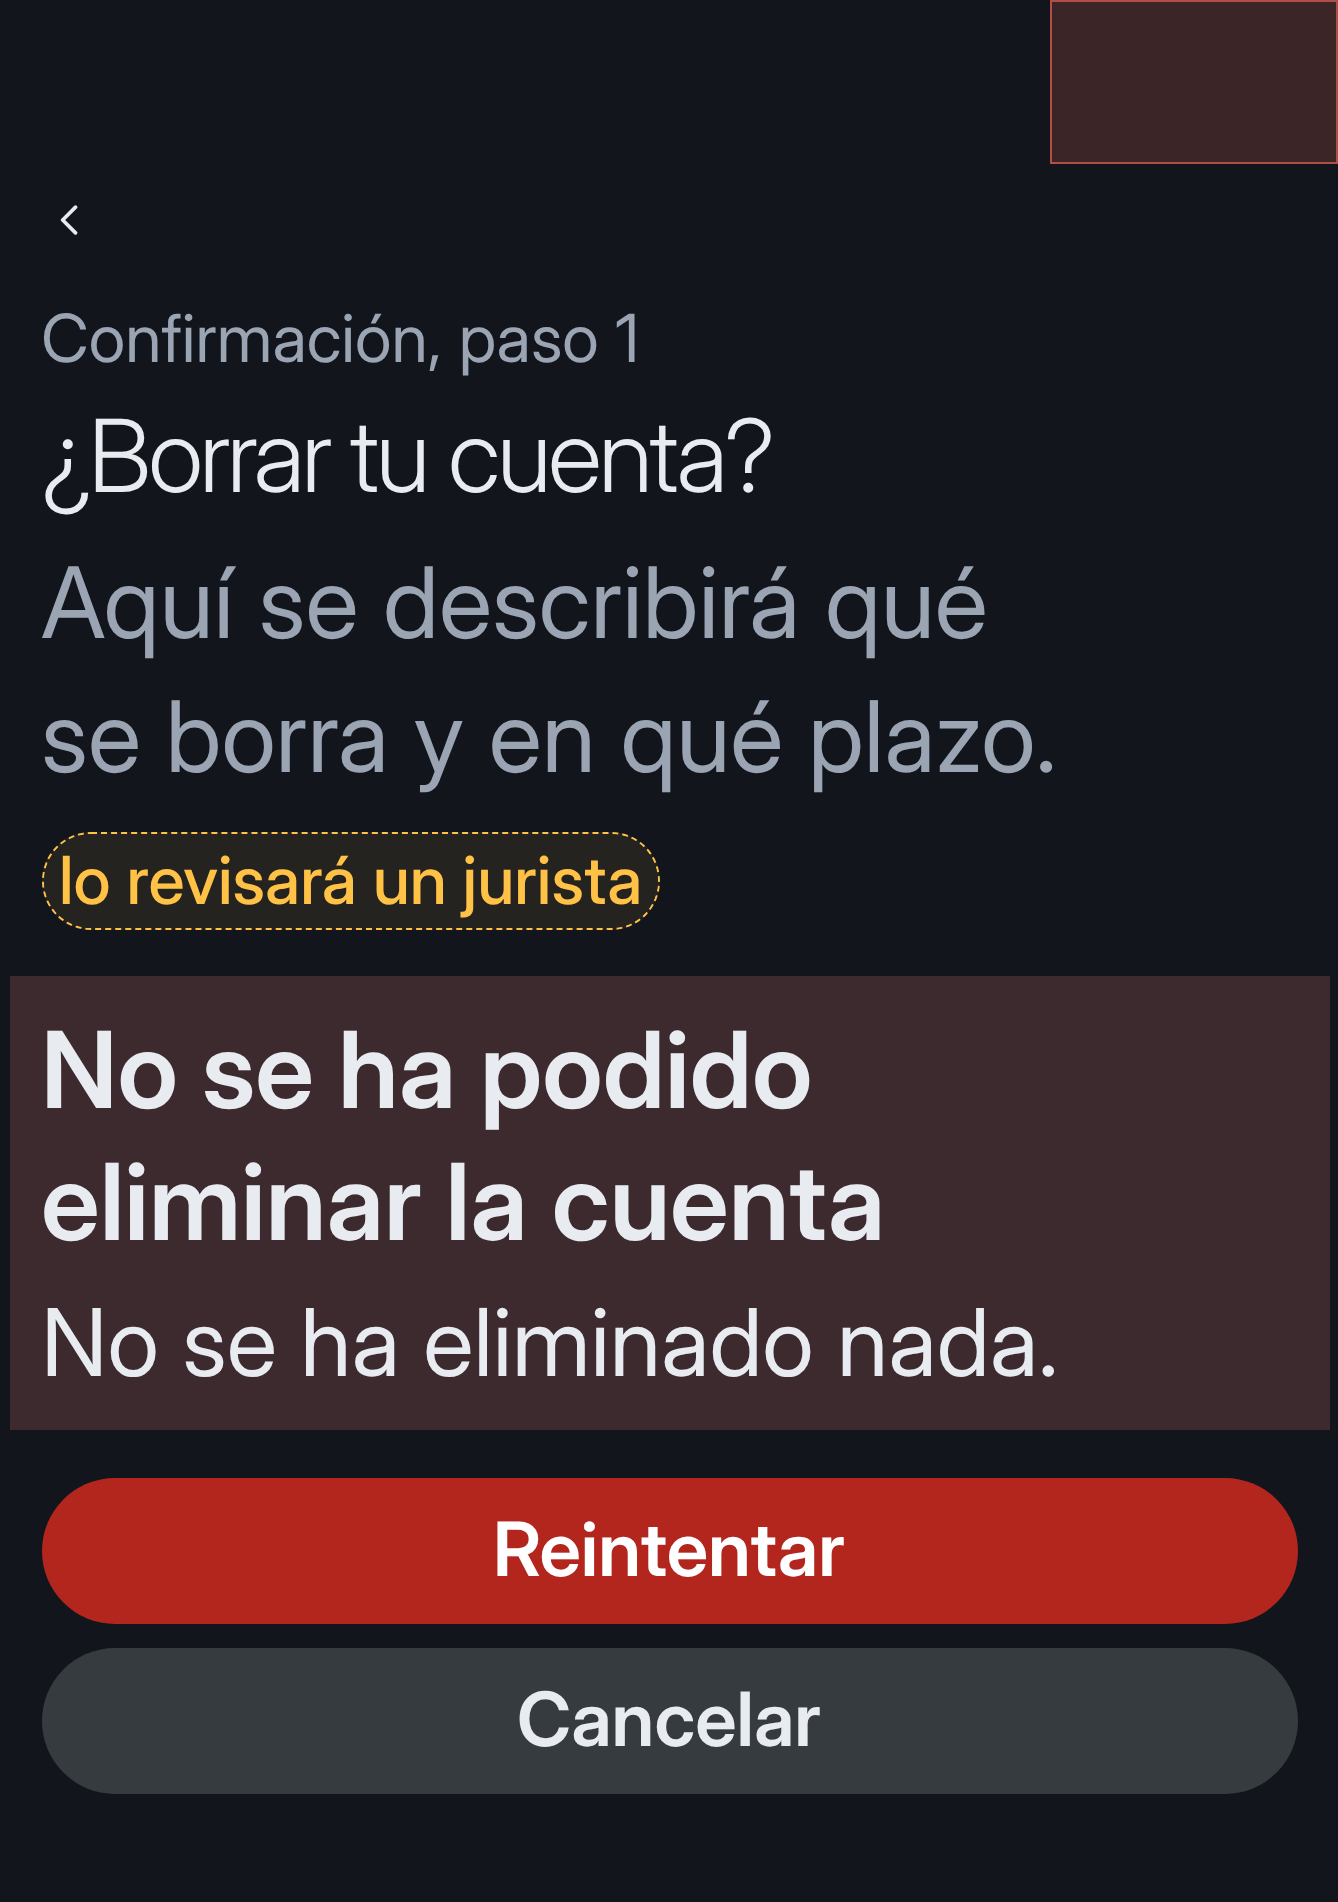 Confirmación, paso 1
¿Borrar tu cuenta?
Aquí se describirá qué
se borra y en qué plazo.
lo revisará un jurista
No se ha podido
eliminar la cuenta
No se ha eliminado nada.
Reintentar
Cancelar